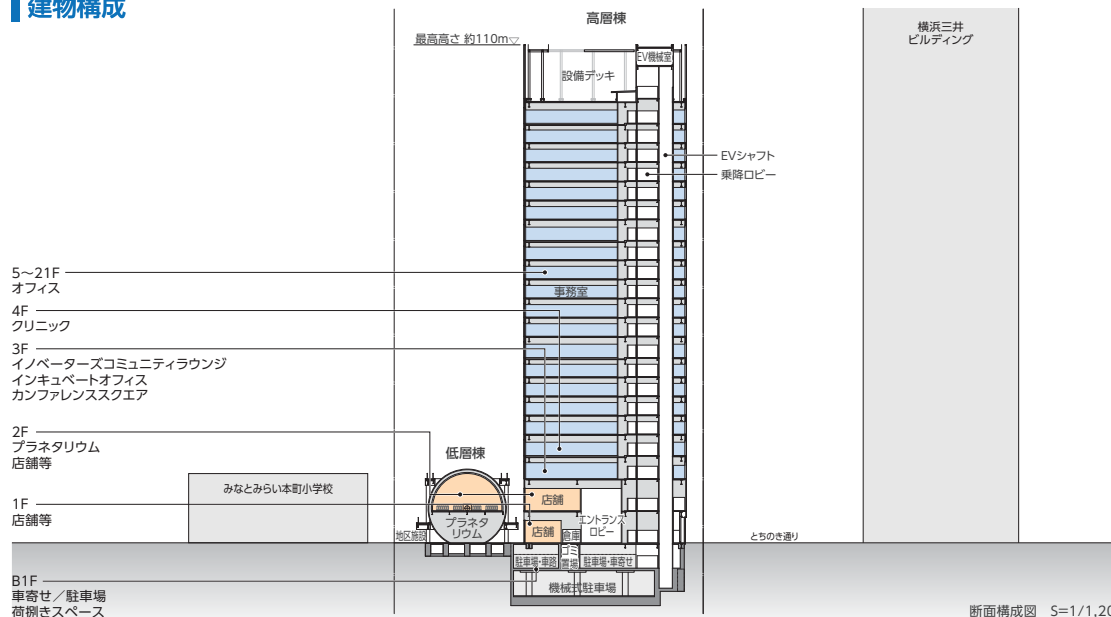 建物構成
高層棟
最高高さ 約110m▽
EV機械室
設備デッキ
横浜三井
ビルディング
EVシャフト
乗降ロビー
5〜21F
オフィス
事務室
4F
クリニック
3F
イノベーターズコミュニティラウンジ
インキュベートオフィス
カンファレンススクエア
2F
プラネタリウム
店舗等
低層棟
みなとみらい本町小学校
店舗
1F
店舗等
プラネタ
リウム
店舗
エントランス
ロビー
倉庫
地区施設
とちのき通り
ゴミ
置場
駐車場・車路
駐車場・車寄せ
B1F
車寄せ／駐車場
荷捌きスペース
機械式駐車場
断面構成図 S=1/1,20